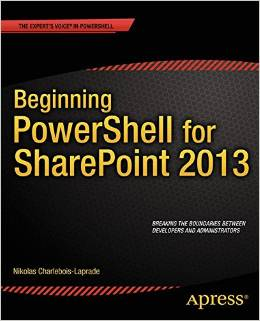 THE EXPERT'S VOICE® IN POWERSHELL
Beginning
PowerShell for
SharePoint 2013
BREAKING THE BOUNDARIES BETWEEN
DEVELOPERS AND ADMINISTRATORS
Nikolas Charlebois-Laprade
Apress®